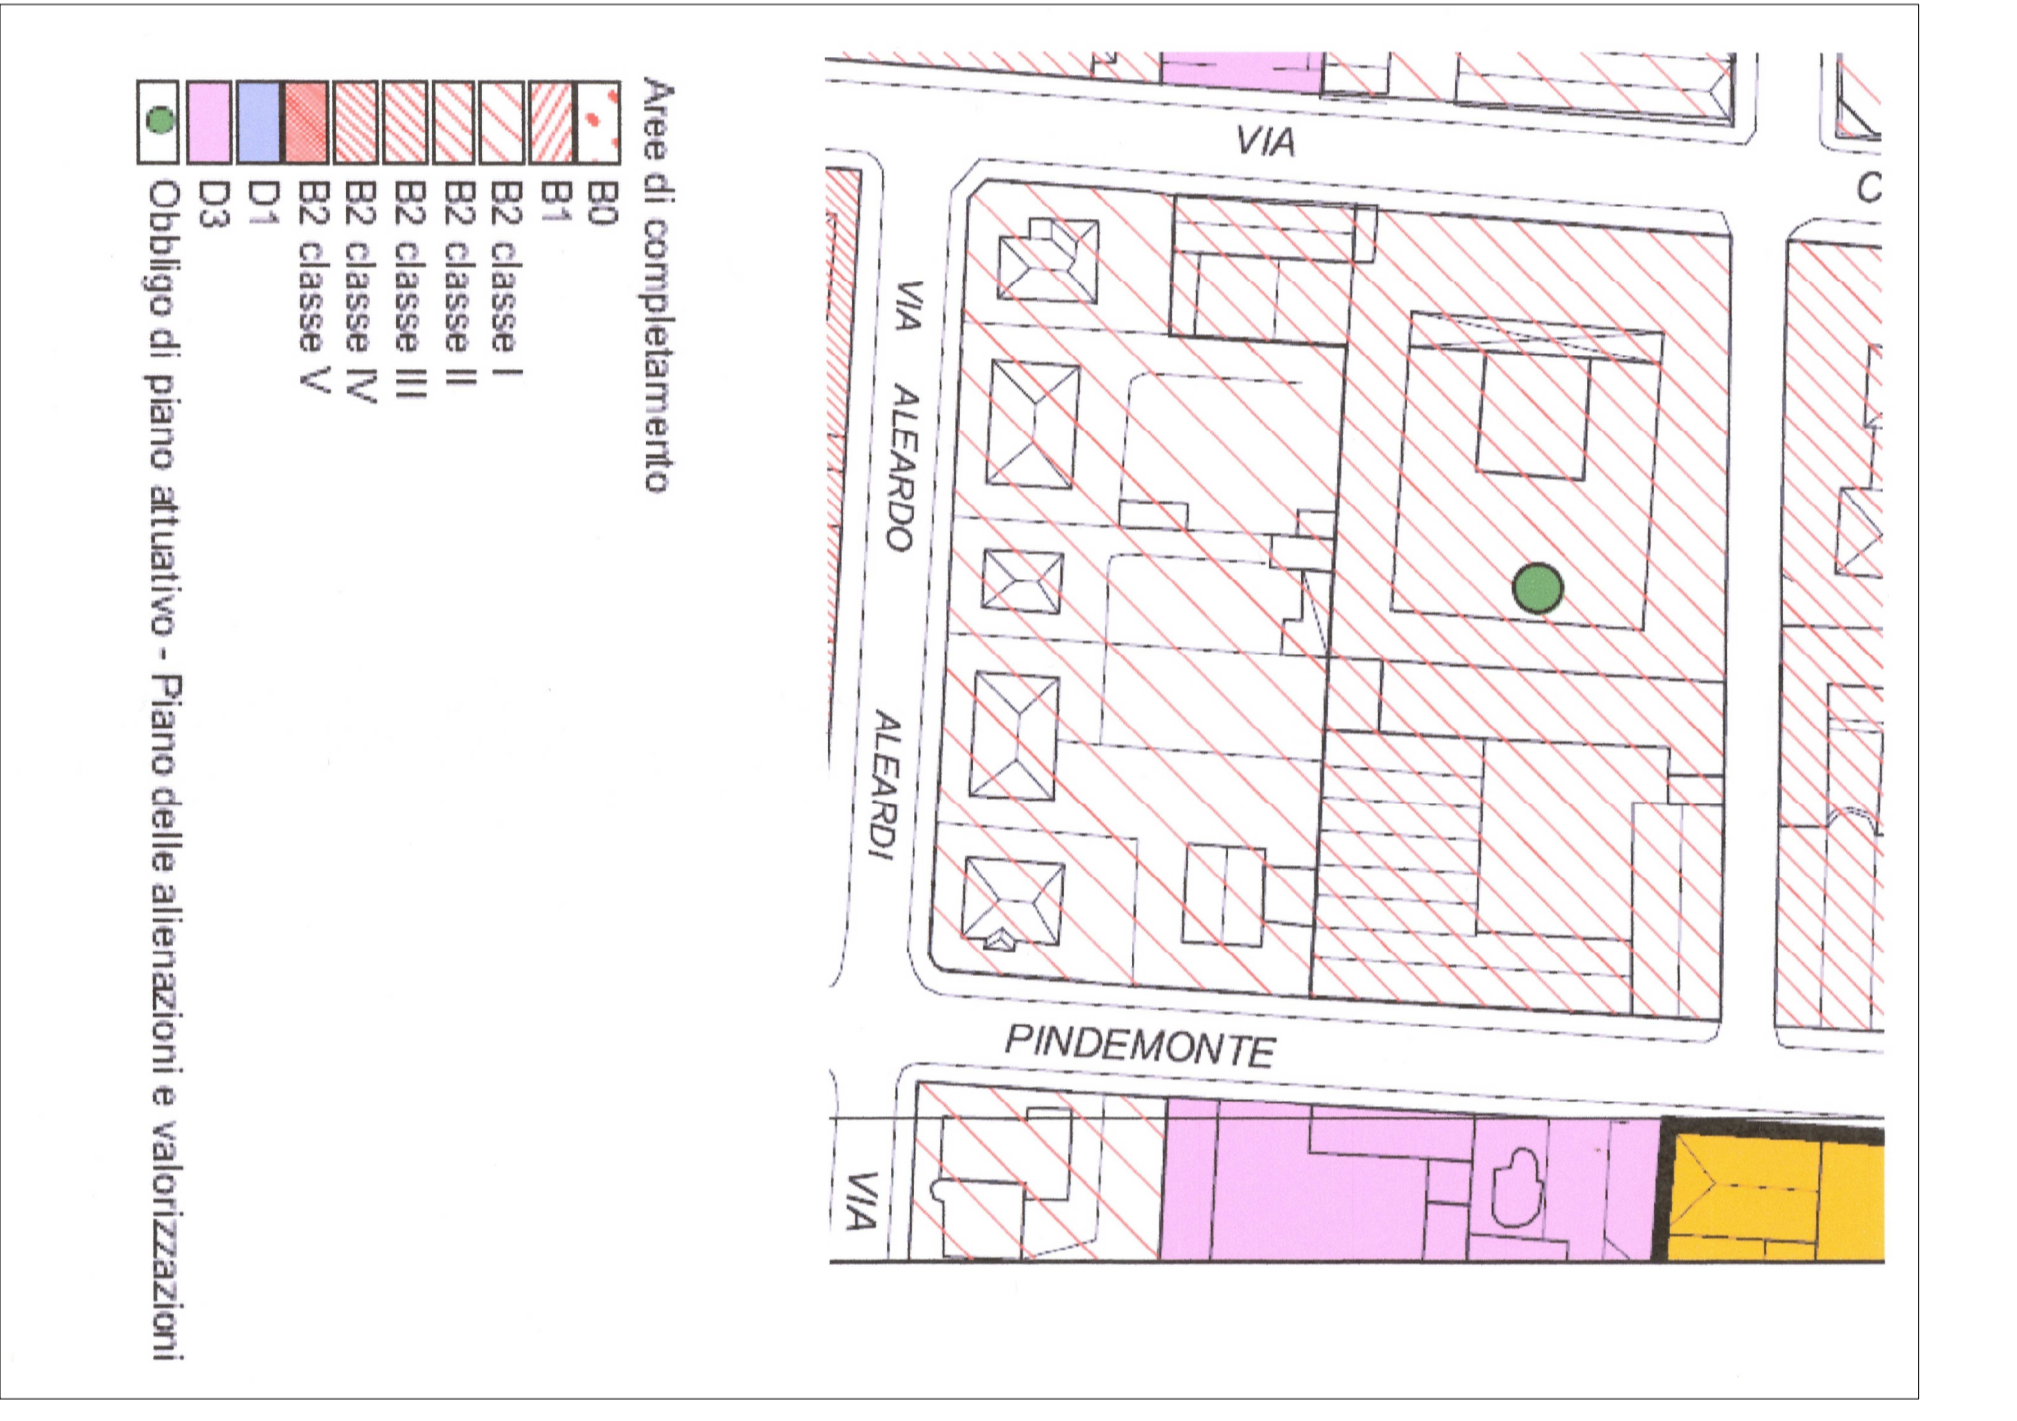 Aree di completamento
B0
B1
B2 classe I
B2 classe II
B2 classe III
B2 classe IV
B2 classe V
D1
D3
Obbligo di piano attuativo - Piano delle alienazioni e valorizzazioni
VIA
C
VIA ALEARDO ALEARDI
PINDEMONTE
VIA